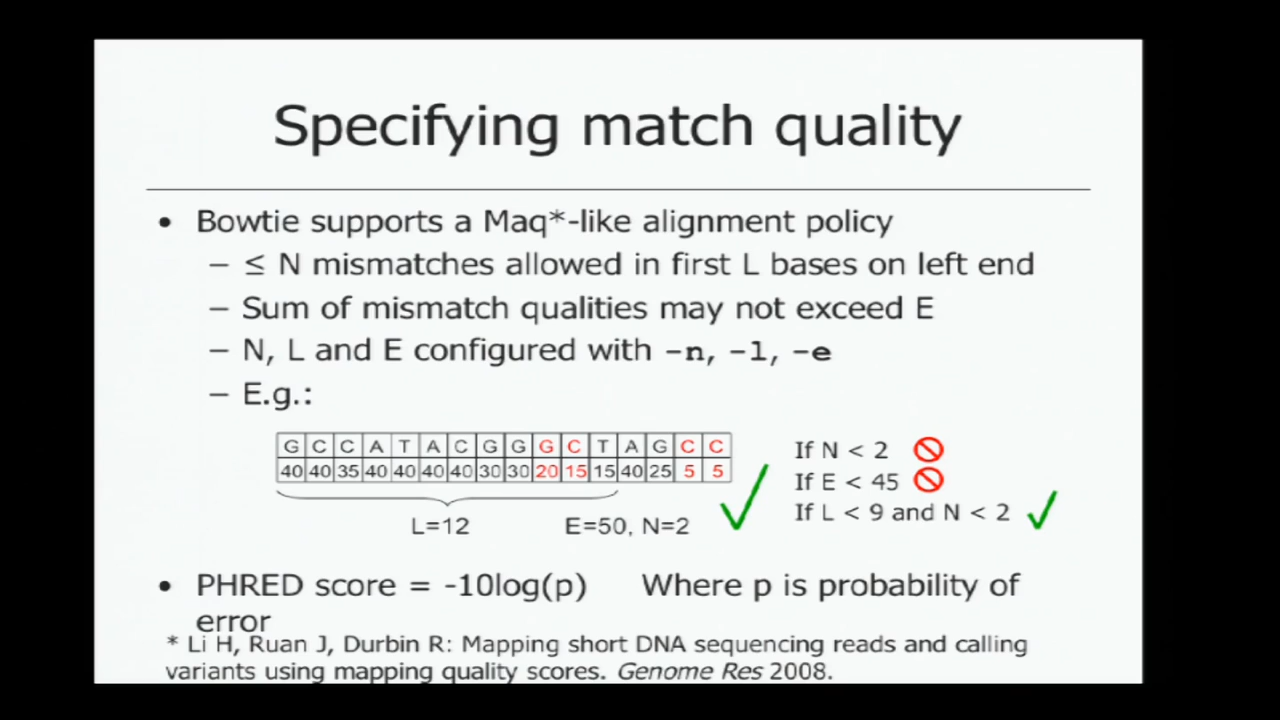 Specifying match quality
• Bowtie supports a Maq*-like alignment policy
– ≤ N mismatches allowed in first L bases on left end
– Sum of mismatch qualities may not exceed E
– N, L and E configured with -n, -l, -e
– E.g.:
G C C A T A C G G G C T A G C C
40 40 35 40 40 40 40 30 30 20 15 15 40 25 5 5
L=12 E=50, N=2
If N < 2
If E < 45
If L < 9 and N < 2
• PHRED score = -10log(p) Where p is probability of
error
* Li H, Ruan J, Durbin R: Mapping short DNA sequencing reads and calling
variants using mapping quality scores. Genome Res 2008.